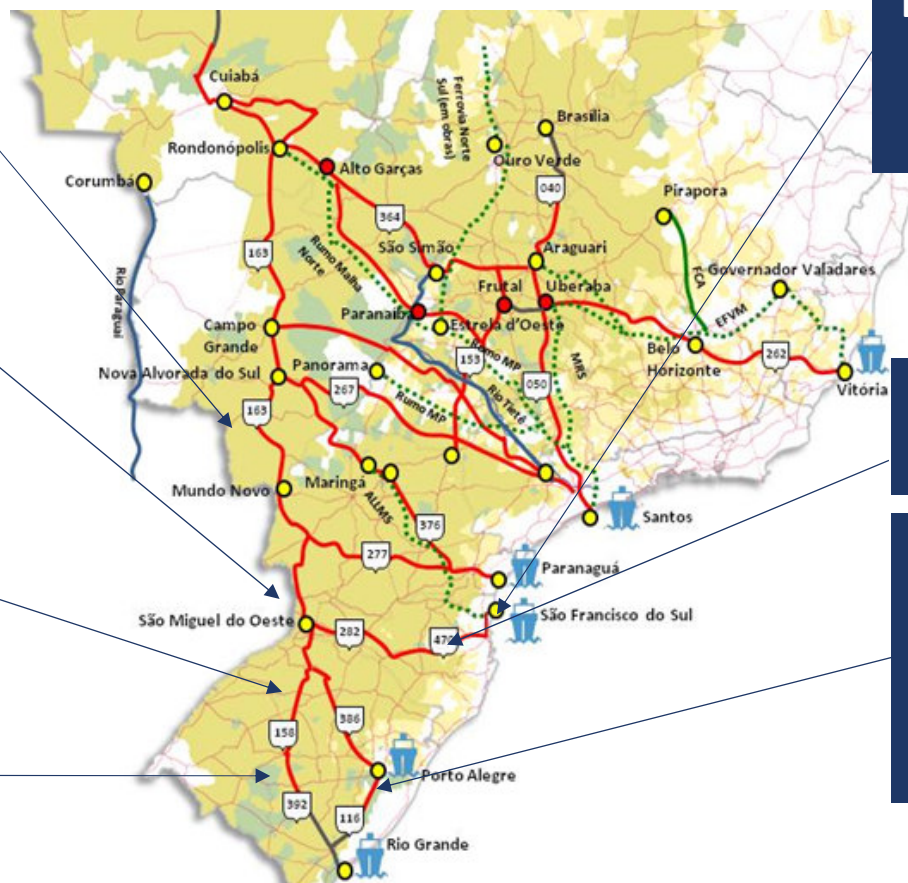 Cuiabá
Ferrovia Norte
Sul (em obras)
Brasília
Rondonópolis
Ouro Verde
Alto Garças
Corumbá
040
Pirapora
364
São Simão
Araguari
163
Rumo Malha
Norte
FCA
Governador Valadares
Rio Paraguai
Frutal
Uberaba
Paranaíba
EFVM
Campo
Grande
Estrela d'Oeste
Belo
Horizonte
262
Rumo MP
153
MRS
Panorama
Nova Alvorada do Sul
267
050
Vitória
Rio Tietê
Rumo MP
163
Maringá
Mundo Novo
ALLMS
376
Santos
277
Paranaguá
São Francisco do Sul
São Miguel do Oeste
282
386
158
Porto Alegre
392
116
Rio Grande